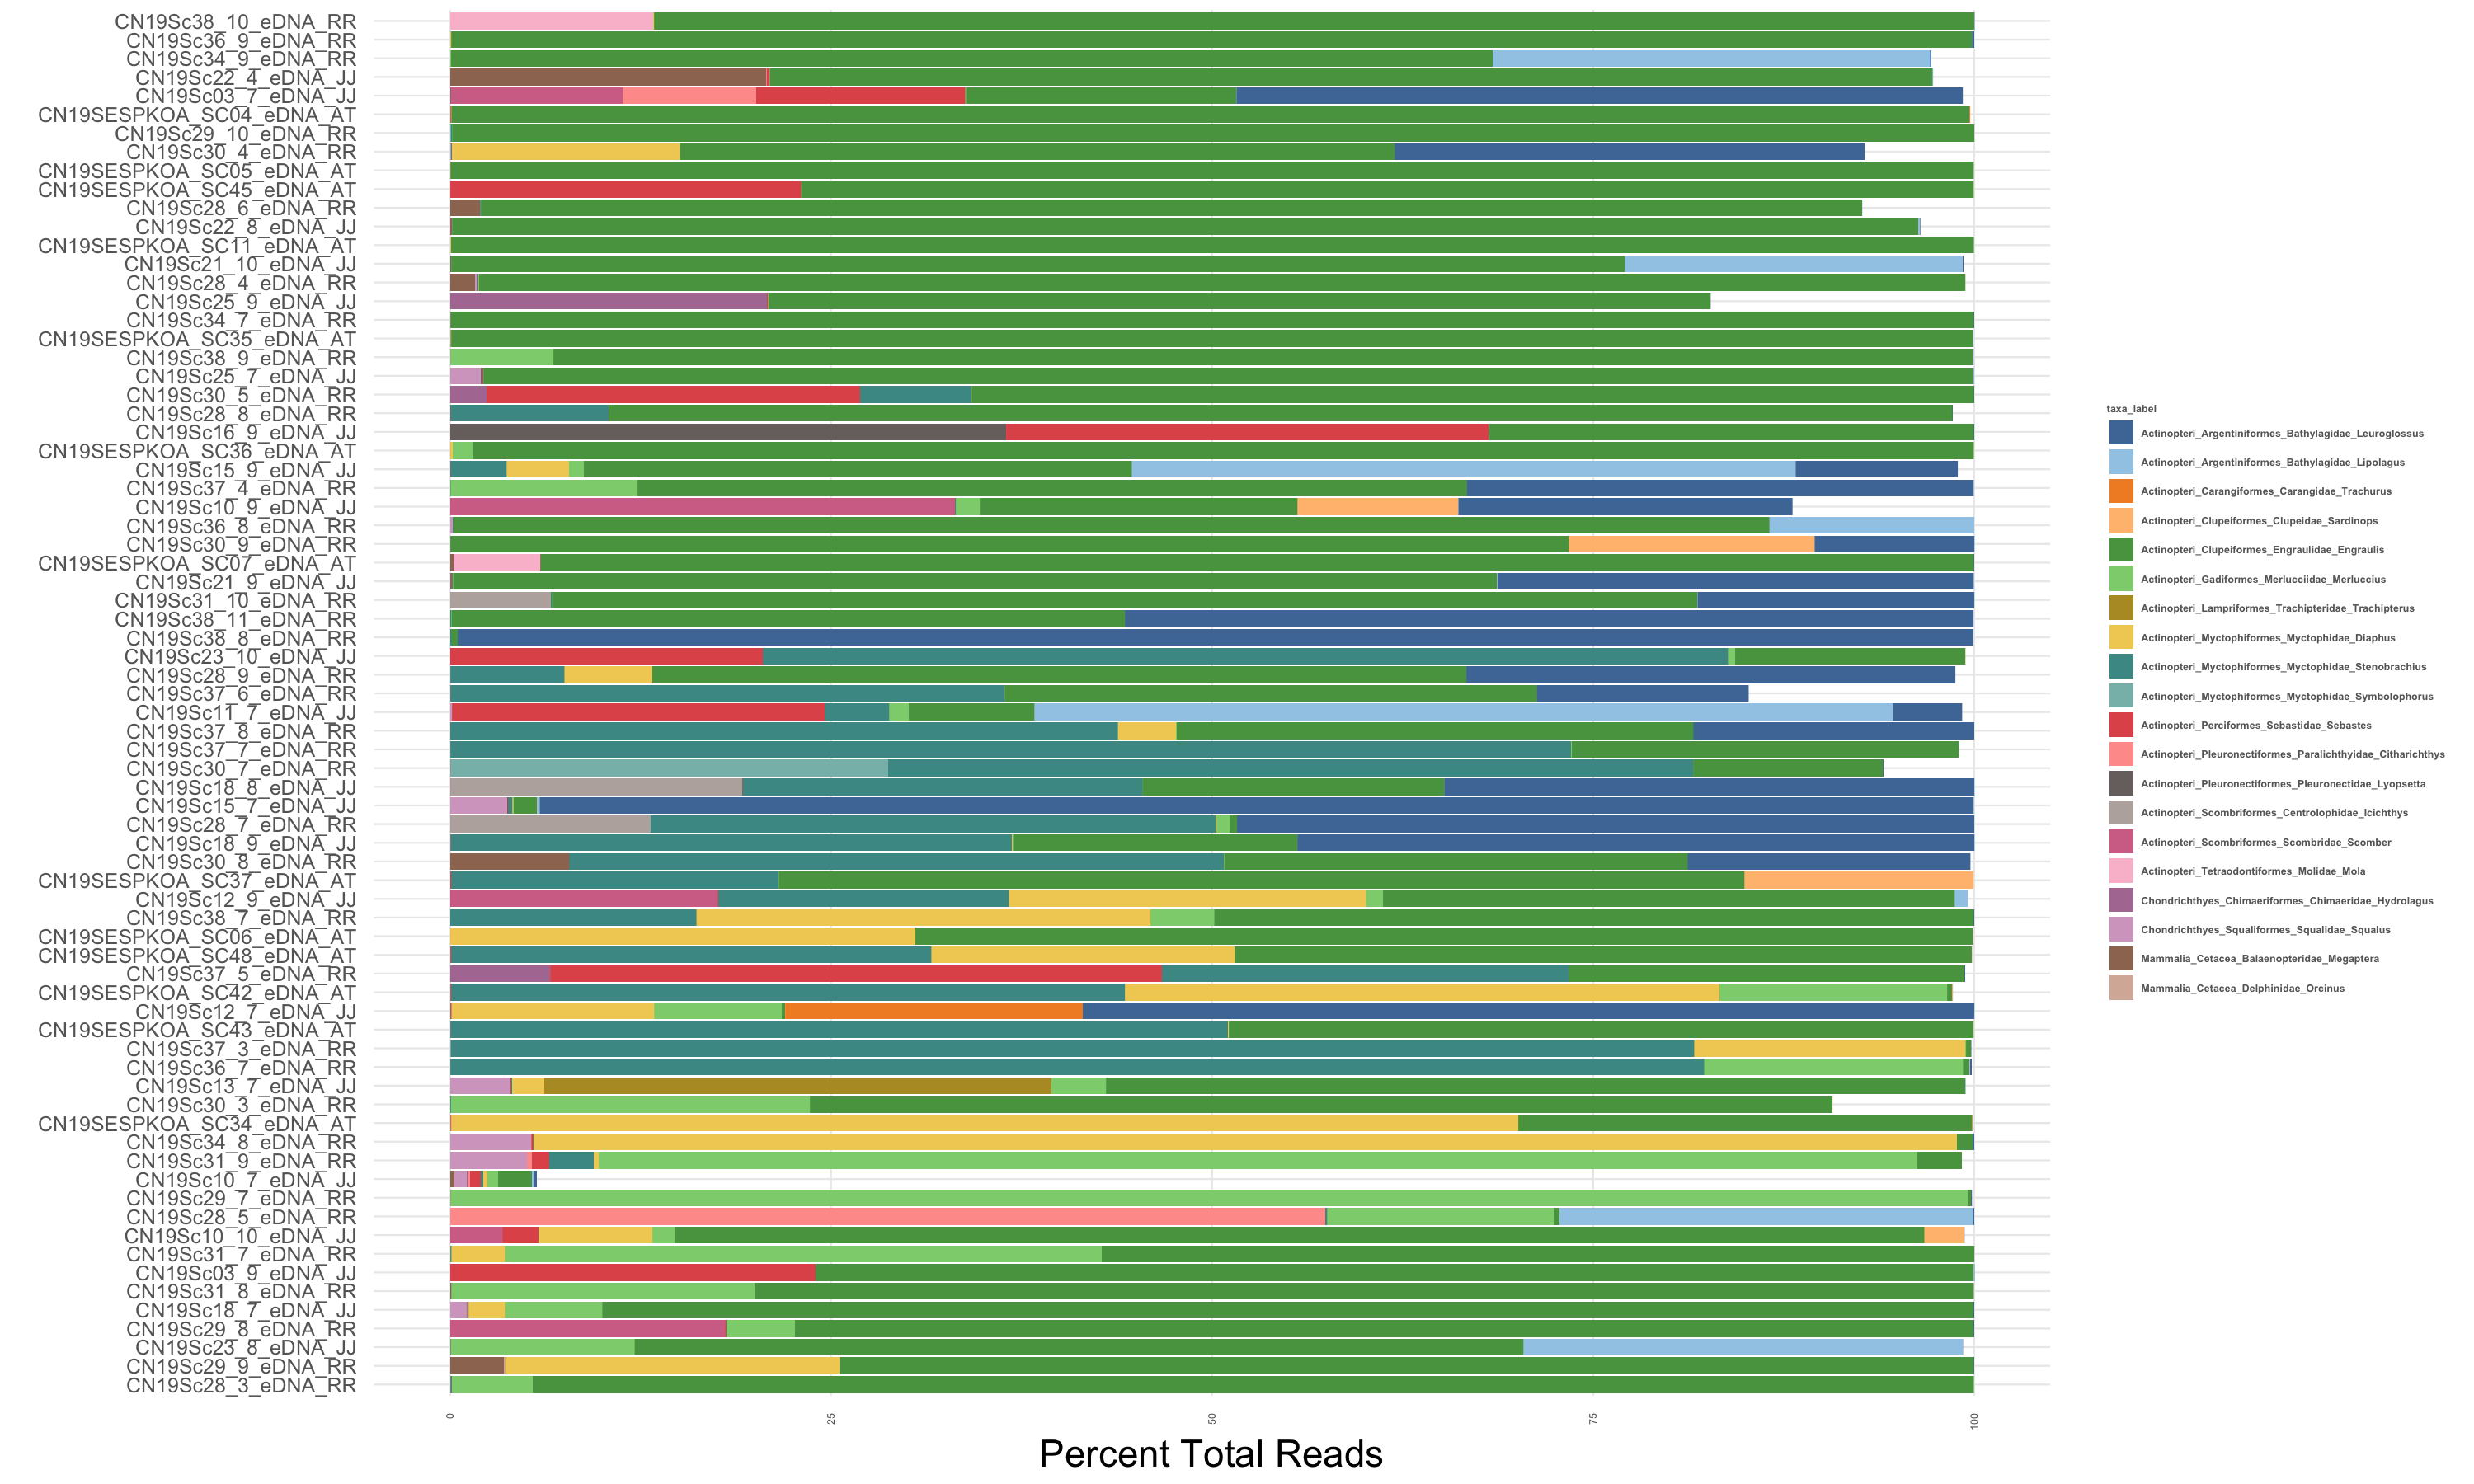 CN19Sc38_10_eDNA_RR
CN19Sc36_9_eDNA_RR
CN19Sc34_9_eDNA_RR
CN19Sc22_4_eDNA_JJ
CN19Sc03_7_eDNA_JJ
CN19SESPKOA_SC04_eDNA_AT
CN19Sc29_10_eDNA_RR
CN19Sc30_4_eDNA_RR
CN19SESPKOA_SC05_eDNA_AT
CN19SESPKOA_SC45_eDNA_AT
CN19Sc28_6_eDNA_RR
CN19Sc22_8_eDNA_JJ
CN19SESPKOA_SC11_eDNA_AT
CN19Sc21_10_eDNA_JJ
CN19Sc28_4_eDNA_RR
CN19Sc25_9_eDNA_JJ
CN19Sc34_7_eDNA_RR
CN19SESPKOA_SC35_eDNA_AT
CN19Sc38_9_eDNA_RR
CN19Sc25_7_eDNA_JJ
CN19Sc30_5_eDNA_RR
CN19Sc28_8_eDNA_RR
CN19Sc16_9_eDNA_JJ
CN19SESPKOA_SC36_eDNA_AT
CN19Sc15_9_eDNA_JJ
CN19Sc37_4_eDNA_RR
CN19Sc10_9_eDNA_JJ
CN19Sc36_8_eDNA_RR
CN19Sc30_9_eDNA_RR
CN19SESPKOA_SC07_eDNA_AT
CN19Sc21_9_eDNA_JJ
CN19Sc31_10_eDNA_RR
CN19Sc38_11_eDNA_RR
CN19Sc38_8_eDNA_RR
CN19Sc23_10_eDNA_JJ
CN19Sc28_9_eDNA_RR
CN19Sc37_6_eDNA_RR
CN19Sc11_7_eDNA_JJ
CN19Sc37_8_eDNA_RR
CN19Sc37_7_eDNA_RR
CN19Sc30_7_eDNA_RR
CN19Sc18_8_eDNA_JJ
CN19Sc15_7_eDNA_JJ
CN19Sc28_7_eDNA_RR
CN19Sc18_9_eDNA_JJ
CN19Sc30_8_eDNA_RR
CN19SESPKOA_SC37_eDNA_AT
CN19Sc12_9_eDNA_JJ
CN19Sc38_7_eDNA_RR
CN19SESPKOA_SC06_eDNA_AT
CN19SESPKOA_SC48_eDNA_AT
CN19Sc37_5_eDNA_RR
CN19SESPKOA_SC42_eDNA_AT
CN19Sc12_7_eDNA_JJ
CN19SESPKOA_SC43_eDNA_AT
CN19Sc37_3_eDNA_RR
CN19Sc36_7_eDNA_RR
CN19Sc13_7_eDNA_JJ
CN19Sc30_3_eDNA_RR
CN19SESPKOA_SC34_eDNA_AT
CN19Sc34_8_eDNA_RR
CN19Sc31_9_eDNA_RR
CN19Sc10_7_eDNA_JJ
CN19Sc29_7_eDNA_RR
CN19Sc28_5_eDNA_RR
CN19Sc10_10_eDNA_JJ
CN19Sc31_7_eDNA_RR
CN19Sc03_9_eDNA_JJ
CN19Sc31_8_eDNA_RR
CN19Sc18_7_eDNA_JJ
CN19Sc29_8_eDNA_RR
CN19Sc23_8_eDNA_JJ
CN19Sc29_9_eDNA_RR
CN19Sc28_3_eDNA_RR
0
25
50
75
100
Percent Total Reads
taxa_label
Actinopteri_Argentiniformes_Bathylagidae_Leuroglossus
Actinopteri_Argentiniformes_Bathylagidae_Lipolagus
Actinopteri_Carangiformes_Carangidae_Trachurus
Actinopteri_Clupeiformes_Clupeidae_Sardinops
Actinopteri_Clupeiformes_Engraulidae_Engraulis
Actinopteri_Gadiformes_Merlucciidae_Merluccius
Actinopteri_Lampriformes_Trachipteridae_Trachipterus
Actinopteri_Myctophiformes_Myctophidae_Diaphus
Actinopteri_Myctophiformes_Myctophidae_Stenobrachius
Actinopteri_Myctophiformes_Myctophidae_Symbolophorus
Actinopteri_Perciformes_Sebastidae_Sebastes
Actinopteri_Pleuronectiformes_Paralichthyidae_Citharichthys
Actinopteri_Pleuronectiformes_Pleuronectidae_Lyopsetta
Actinopteri_Scombriformes_Centrolophidae_Icichthys
Actinopteri_Scombriformes_Scombridae_Scomber
Actinopteri_Tetraodontiformes_Molidae_Mola
Chondrichthyes_Chimaeriformes_Chimaeridae_Hydrolagus
Chondrichthyes_Squaliformes_Squalidae_Squalus
Mammalia_Cetacea_Balaenopteridae_Megaptera
Mammalia_Cetacea_Delphinidae_Orcinus